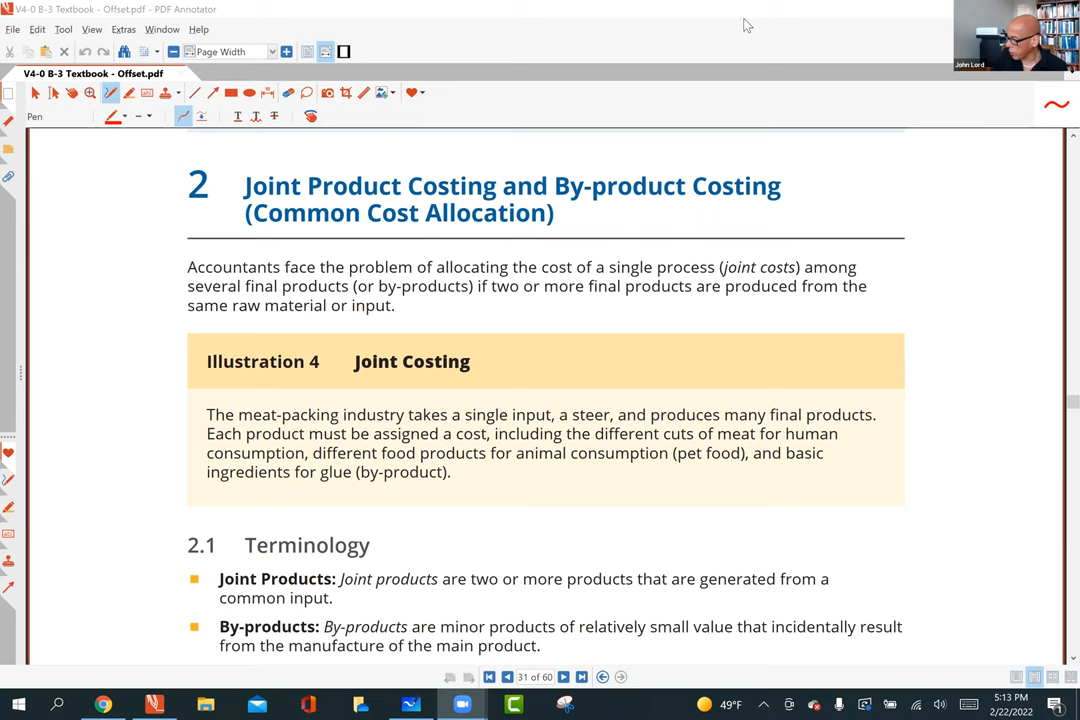 V4-0 B-3 Textbook - Offset.pdf - PDF Annotator
File Edit Tool View Extras Window Help
Page Width
V4-0 B-3 Textbook - Offset.pdf
Pen
John Lord
2 Joint Product Costing and By-product Costing
(Common Cost Allocation)
Accountants face the problem of allocating the cost of a single process (joint costs) among
several final products (or by-products) if two or more final products are produced from the
same raw material or input.
Illustration 4 Joint Costing
The meat-packing industry takes a single input, a steer, and produces many final products.
Each product must be assigned a cost, including the different cuts of meat for human
consumption, different food products for animal consumption (pet food), and basic
ingredients for glue (by-product).
2.1 Terminology
Joint Products: Joint products are two or more products that are generated from a
common input.
By-products: By-products are minor products of relatively small value that incidentally result
from the manufacture of the main product.
31 of 60
49°F
5:13 PM
2/22/2022